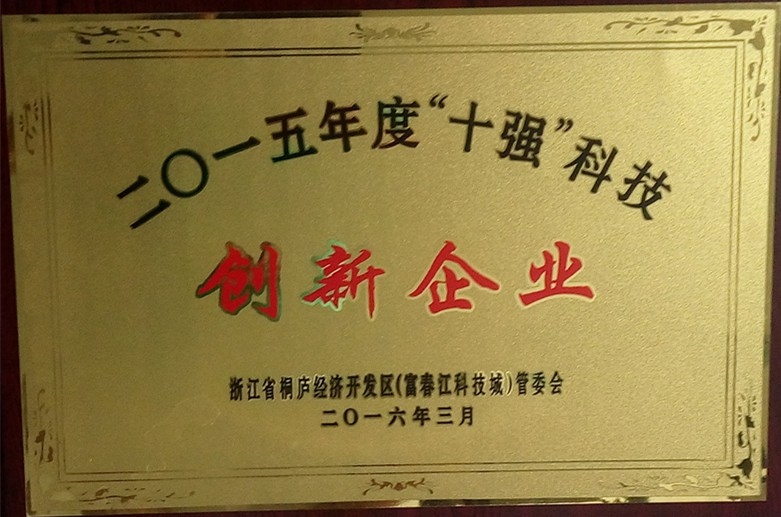 二〇一五年度“十强”科技
创新企业
浙江省桐庐经济开发区(富春江科技城)管委会
二〇一六年三月